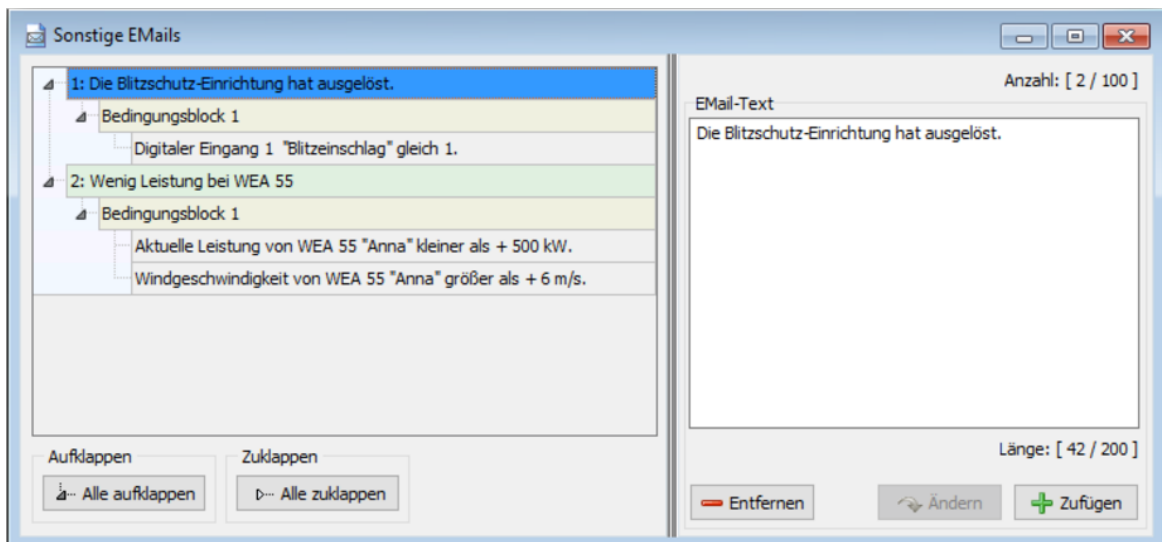 Sonstige EMails
1: Die Blitzschutz-Einrichtung hat ausgelöst.
Bedingungsblock 1
Digitaler Eingang 1 "Blitzeinschlag" gleich 1.
2: Wenig Leistung bei WEA 55
Bedingungsblock 1
Aktuelle Leistung von WEA 55 "Anna" kleiner als + 500 kW.
Windgeschwindigkeit von WEA 55 "Anna" größer als + 6 m/s.
Aufklappen
Alle aufklappen
Zuklappen
Alle zuklappen
Anzahl: [ 2 / 100 ]
EMail-Text
Die Blitzschutz-Einrichtung hat ausgelöst.
Länge: [ 42 / 200 ]
Entfernen
Ändern
Zufügen